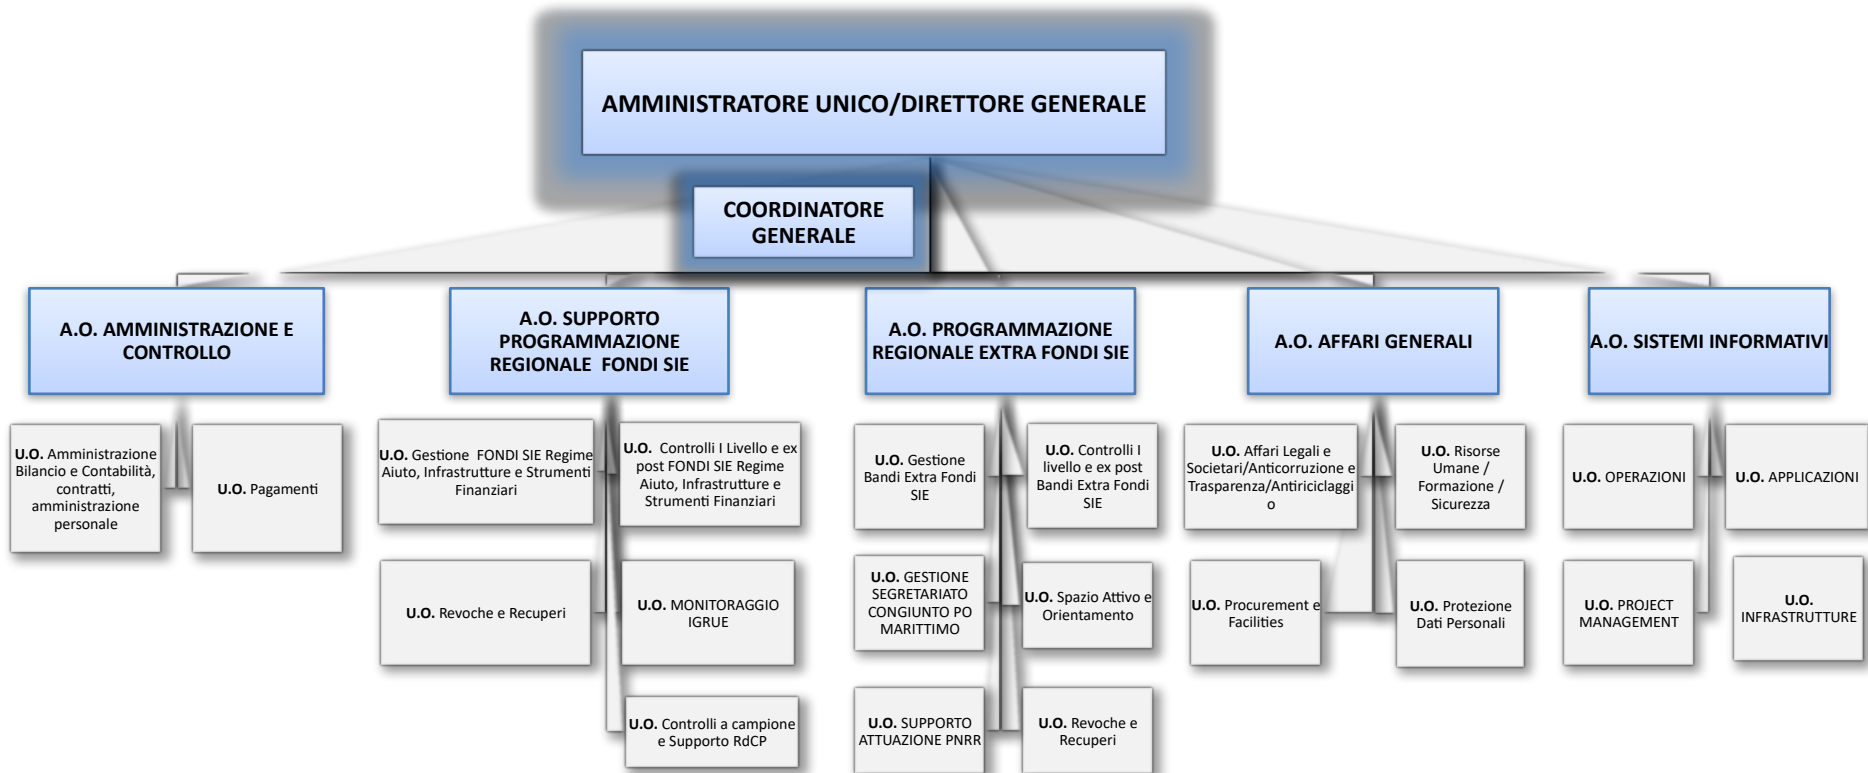 AMMINISTRATORE UNICO/DIRETTORE GENERALE
COORDINATORE
GENERALE
A.O. AMMINISTRAZIONE E
CONTROLLO
A.O. SUPPORTO
PROGRAMMAZIONE
REGIONALE FONDI SIE
A.O. PROGRAMMAZIONE
REGIONALE EXTRA FONDI SIE
A.O. AFFARI GENERALI
A.O. SISTEMI INFORMATIVI
U.O. Amministrazione
Bilancio e Contabilità,
contratti,
amministrazione
personale
U.O. Pagamenti
U.O. Gestione FONDI SIE Regime
Aiuto, Infrastrutture e Strumenti
Finanziari
U.O. Controlli I Livello e ex
post FONDI SIE Regime
Aiuto, Infrastrutture e
Strumenti Finanziari
U.O. Revoche e Recuperi
U.O. MONITORAGGIO
IGRUE
U.O. Controlli a campione
e Supporto RdCP
U.O. Gestione
Bandi Extra Fondi
SIE
U.O. Controlli I
livello e ex post
Bandi Extra Fondi
SIE
U.O. GESTIONE
SEGRETARIATO
CONGIUNTO PO
MARITTIMO
U.O. Spazio Attivo e
Orientamento
U.O. SUPPORTO
ATTUAZIONE PNRR
U.O. Revoche e
Recuperi
U.O. Affari Legali e
Societari/Anticorruzione e
Trasparenza/Antiriciclaggi
o
U.O. Risorse
Umane /
Formazione /
Sicurezza
U.O. Procurement e
Facilities
U.O. Protezione
Dati Personali
U.O. OPERAZIONI
U.O. APPLICAZIONI
U.O. PROJECT
MANAGEMENT
U.O.
INFRASTRUTTURE